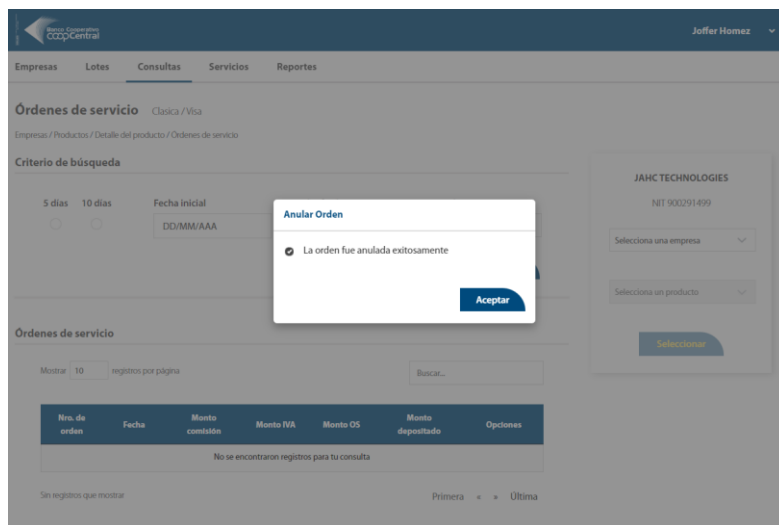 Banco Cooperativo
coopCentral
Joffer Homez
Empresas Lotes Consultas Servicios Reportes
Órdenes de servicio Clasica / Visa
Empresas / Productos / Detalle del producto / Ordenes de servicio
Criterio de búsqueda
5 días 10 días Fecha inicial
DD/MM/AAA
Anular Orden
La orden fue anulada exitosamente
Aceptar
JAHC TECHNOLOGIES
NIT 900291499
Selecciona una empresa
Selecciona un producto
Seleccionar
Órdenes de servicio
Mostrar 10 registros por página
Buscar...
Nro. de orden Fecha Monto comisión Monto IVA Monto OS Monto depositado Opciones
No se encontraron registros para tu consulta
Sin registros que mostrar
Primera « » Última